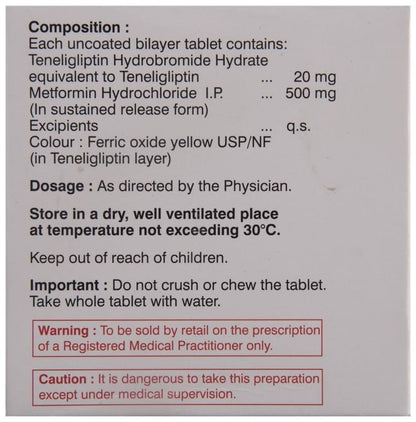 Composition :
Each uncoated bilayer tablet contains:
Teneligliptin Hydrobromide Hydrate
equivalent to Teneligliptin ... 20 mg
Metformin Hydrochloride I.P. ... 500 mg
(In sustained release form)
Excipients ... q.s.
Colour : Ferric oxide yellow USP/NF
(in Teneligliptin layer)
Dosage : As directed by the Physician.
Store in a dry, well ventilated place
at temperature not exceeding 30°C.
Keep out of reach of children.
Important : Do not crush or chew the tablet.
Take whole tablet with water.
Warning : To be sold by retail on the prescription
of a Registered Medical Practitioner only.
Caution : It is dangerous to take this preparation
except under medical supervision.